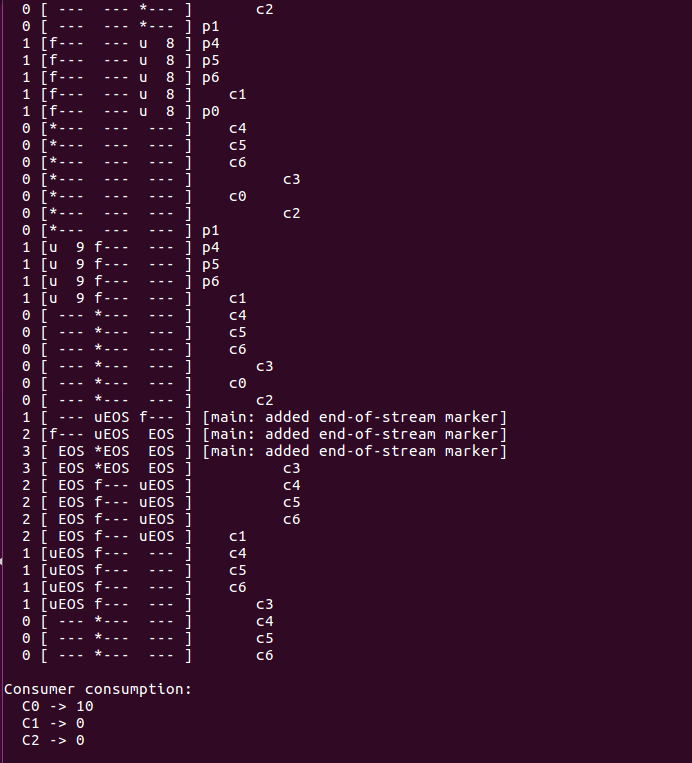 0 [ ---  --- *--- ]       c2
  0 [ ---  --- *--- ] p1
  1 [f---  --- u  8 ] p4
  1 [f---  --- u  8 ] p5
  1 [f---  --- u  8 ] p6
  1 [f---  --- u  8 ]    c1
  1 [f---  --- u  8 ] p0
  0 [*---  ---  --- ]    c4
  0 [*---  ---  --- ]    c5
  0 [*---  ---  --- ]    c6
  0 [*---  ---  --- ]          c3
  0 [*---  ---  --- ]    c0
  0 [*---  ---  --- ]          c2
  0 [*---  ---  --- ] p1
  1 [u  9 f---  --- ] p4
  1 [u  9 f---  --- ] p5
  1 [u  9 f---  --- ] p6
  1 [u  9 f---  --- ]    c1
  0 [ --- *---  --- ]    c4
  0 [ --- *---  --- ]    c5
  0 [ --- *---  --- ]    c6
  0 [ --- *---  --- ]       c3
  0 [ --- *---  --- ]    c0
  0 [ --- *---  --- ]       c2
  1 [ --- uEOS f--- ] [main: added end-of-stream marker]
  2 [f--- uEOS  EOS ] [main: added end-of-stream marker]
  3 [ EOS *EOS  EOS ] [main: added end-of-stream marker]
  3 [ EOS *EOS  EOS ]          c3
  2 [ EOS f--- uEOS ]          c4
  2 [ EOS f--- uEOS ]          c5
  2 [ EOS f--- uEOS ]          c6
  2 [ EOS f--- uEOS ]    c1
  1 [uEOS f---  --- ]    c4
  1 [uEOS f---  --- ]    c5
  1 [uEOS f---  --- ]    c6
  1 [uEOS f---  --- ]       c3
  0 [ --- *---  --- ]       c4
  0 [ --- *---  --- ]       c5
  0 [ --- *---  --- ]       c6
Consumer consumption:
  C0 -> 10
  C1 -> 0
  C2 -> 0